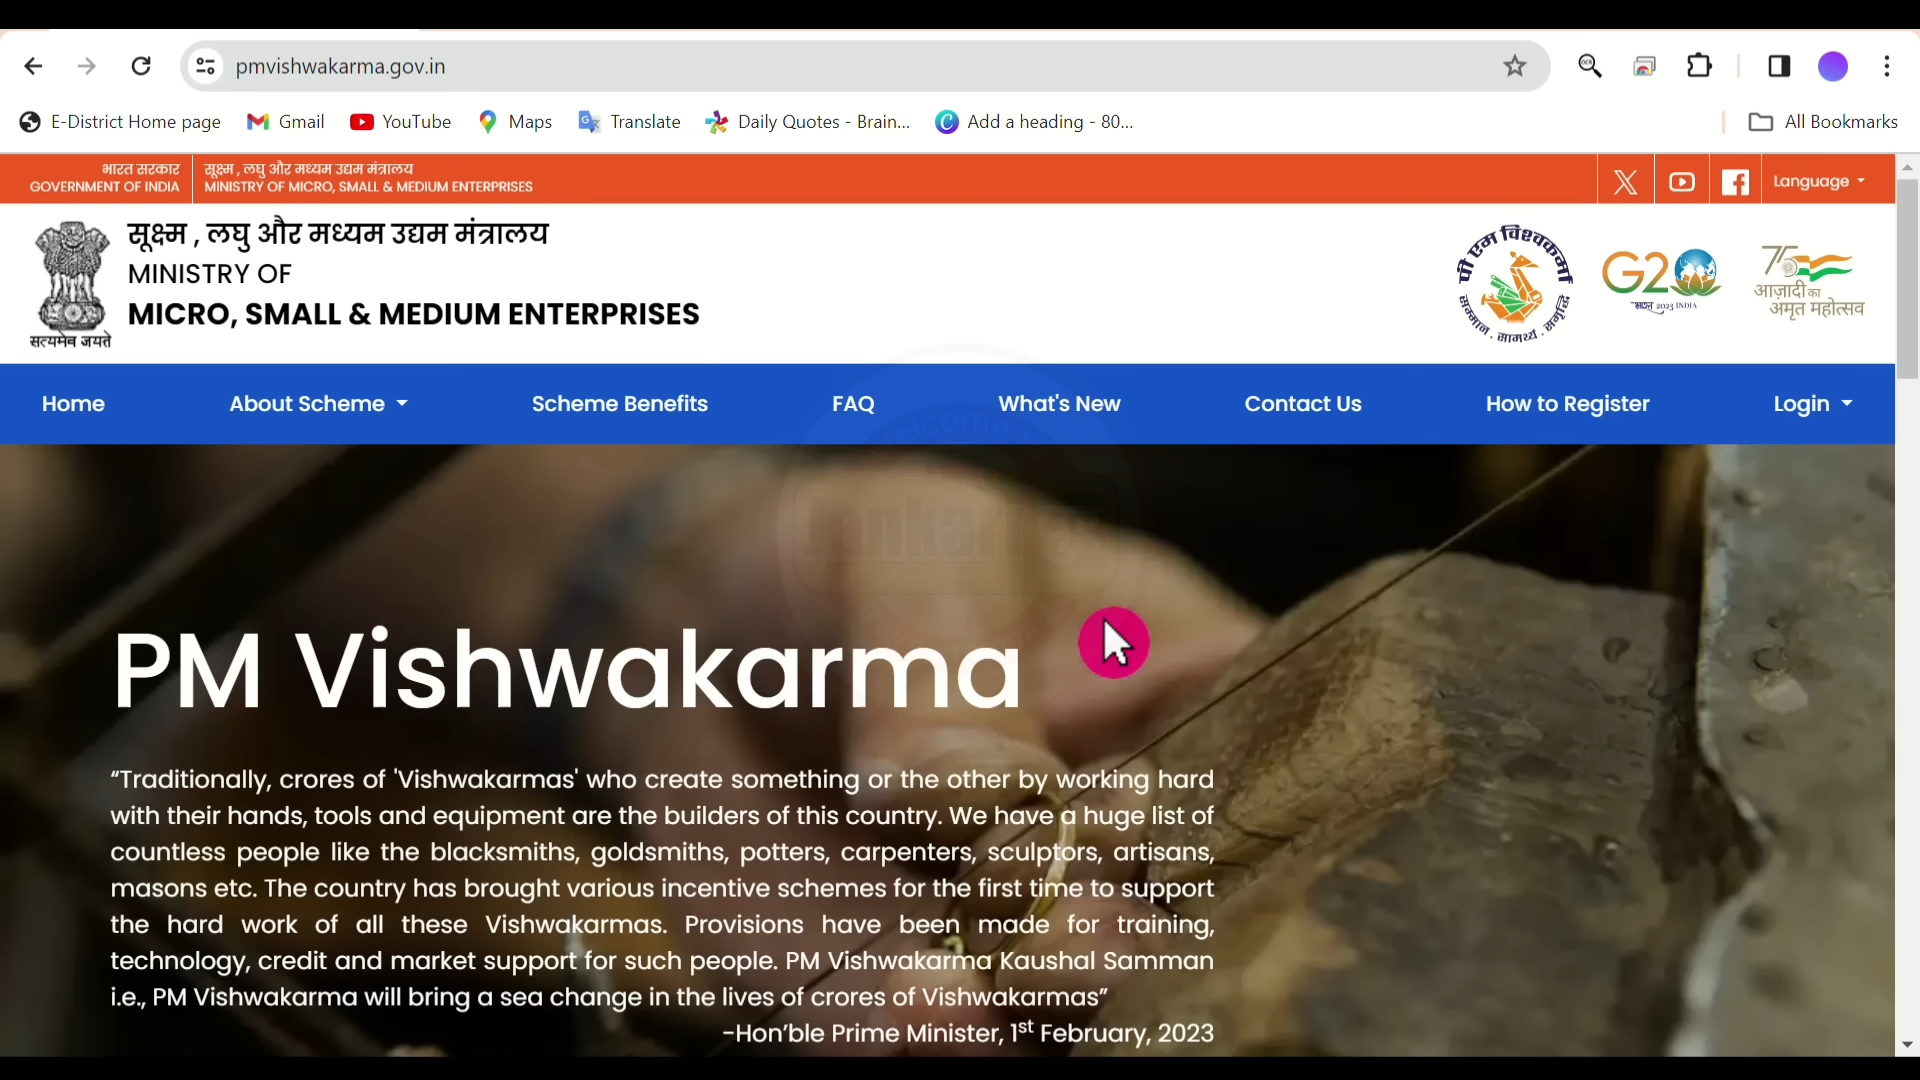 pmvishwakarma.gov.in
E-District Home page Gmail YouTube Maps Translate Daily Quotes - Brain... Add a heading - 80... All Bookmarks
भारत सरकार
GOVERNMENT OF INDIA
सूक्ष्म , लघु और मध्यम उद्यम मंत्रालय
MINISTRY OF MICRO, SMALL & MEDIUM ENTERPRISES
Language
सूक्ष्म , लघु और मध्यम उद्यम मंत्रालय
MINISTRY OF
MICRO, SMALL & MEDIUM ENTERPRISES
सत्यमेव जयते
पी एम विश्वकर्मा
सम्मान . सामर्थ्य . समृद्धि
G20
भारत 2023 INDIA
75
आज़ादी का
अमृत महोत्सव
Home About Scheme Scheme Benefits FAQ What's New Contact Us How to Register Login
PM Vishwakarma
“Traditionally, crores of 'Vishwakarmas' who create something or the other by working hard
with their hands, tools and equipment are the builders of this country. We have a huge list of
countless people like the blacksmiths, goldsmiths, potters, carpenters, sculptors, artisans,
masons etc. The country has brought various incentive schemes for the first time to support
the hard work of all these Vishwakarmas. Provisions have been made for training,
technology, credit and market support for such people. PM Vishwakarma Kaushal Samman
i.e., PM Vishwakarma will bring a sea change in the lives of crores of Vishwakarmas”
-Hon’ble Prime Minister, 1st February, 2023